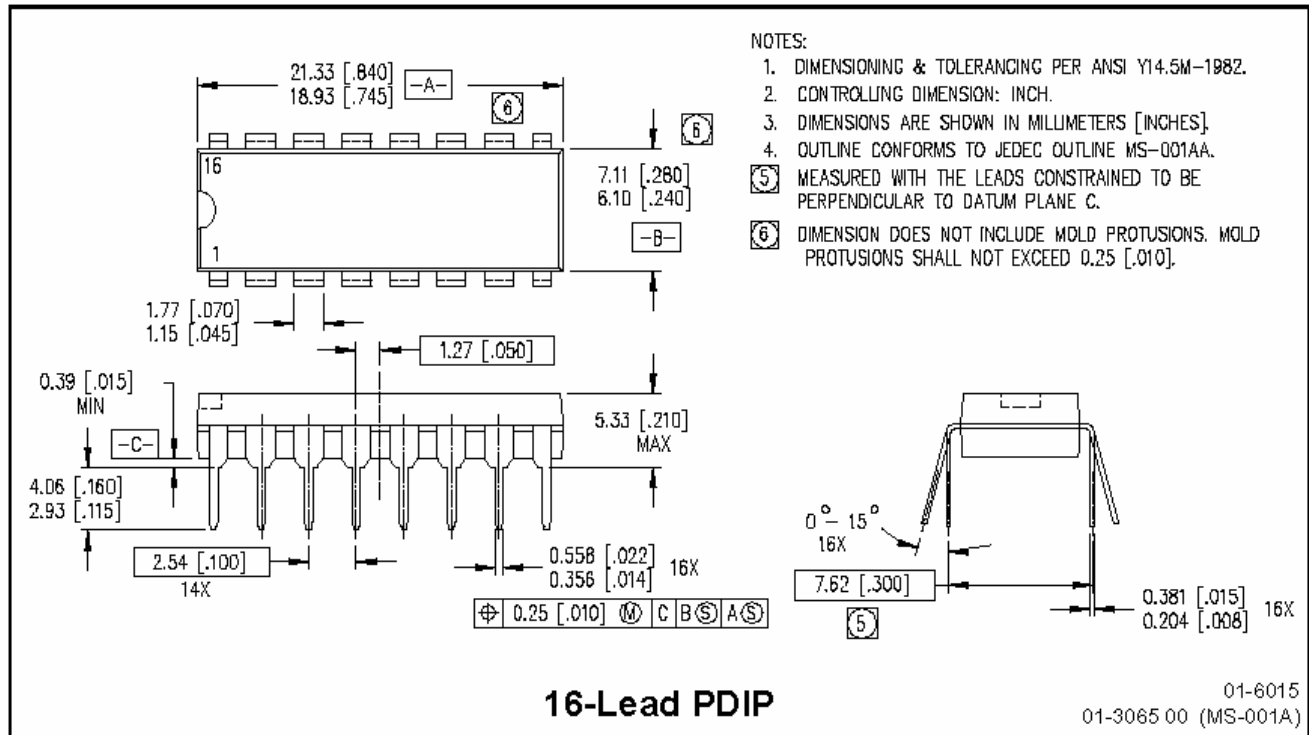 21.33 [.840]
18.93 [.745]
-A-
6
6
16
1
7.11 [.280]
6.10 [.240]
-B-
NOTES:
1. DIMENSIONING & TOLERANCING PER ANSI Y14.5M-1982.
2. CONTROLLING DIMENSION: INCH.
3. DIMENSIONS ARE SHOWN IN MILLIMETERS [INCHES].
4. OUTLINE CONFORMS TO JEDEC OUTLINE MS-001AA.
5 MEASURED WITH THE LEADS CONSTRAINED TO BE
PERPENDICULAR TO DATUM PLANE C.
6 DIMENSION DOES NOT INCLUDE MOLD PROTUSIONS. MOLD
PROTUSIONS SHALL NOT EXCEED 0.25 [.010].
1.77 [.070]
1.15 [.045]
1.27 [.050]
0.39 [.015]
MIN
-C-
5.33 [.210]
MAX
4.06 [.160]
2.93 [.115]
2.54 [.100]
14X
0.558 [.022]
0.356 [.014] 16X
⌖ 0.25 [.010] Ⓜ C BⓈ AⓈ
0° - 15°
16X
7.62 [.300]
5
0.381 [.015]
0.204 [.008] 16X
16-Lead PDIP
01-6015
01-3065 00 (MS-001A)